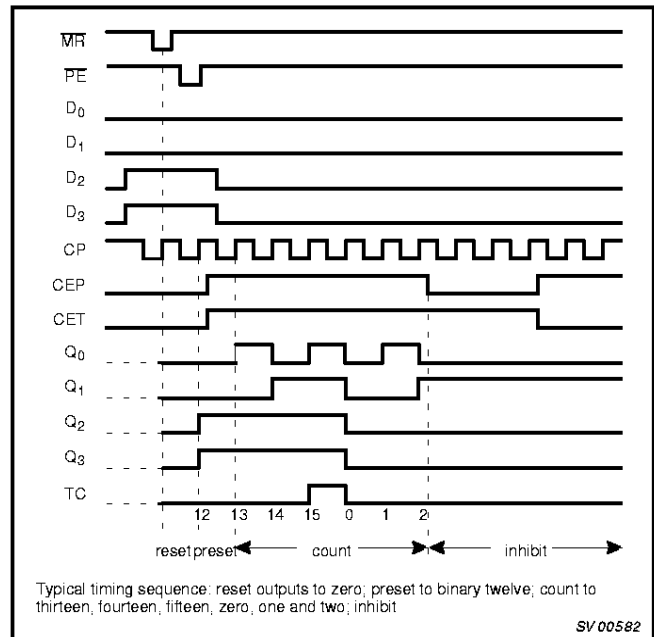 MR
PE
D0
D1
D2
D3
CP
CEP
CET
Q0
Q1
Q2
Q3
TC
12 13 14 15 0 1 2
reset preset count inhibit
Typical timing sequence: reset outputs to zero; preset to binary twelve; count to
thirteen, fourteen, fifteen, zero, one and two; inhibit
SV00582